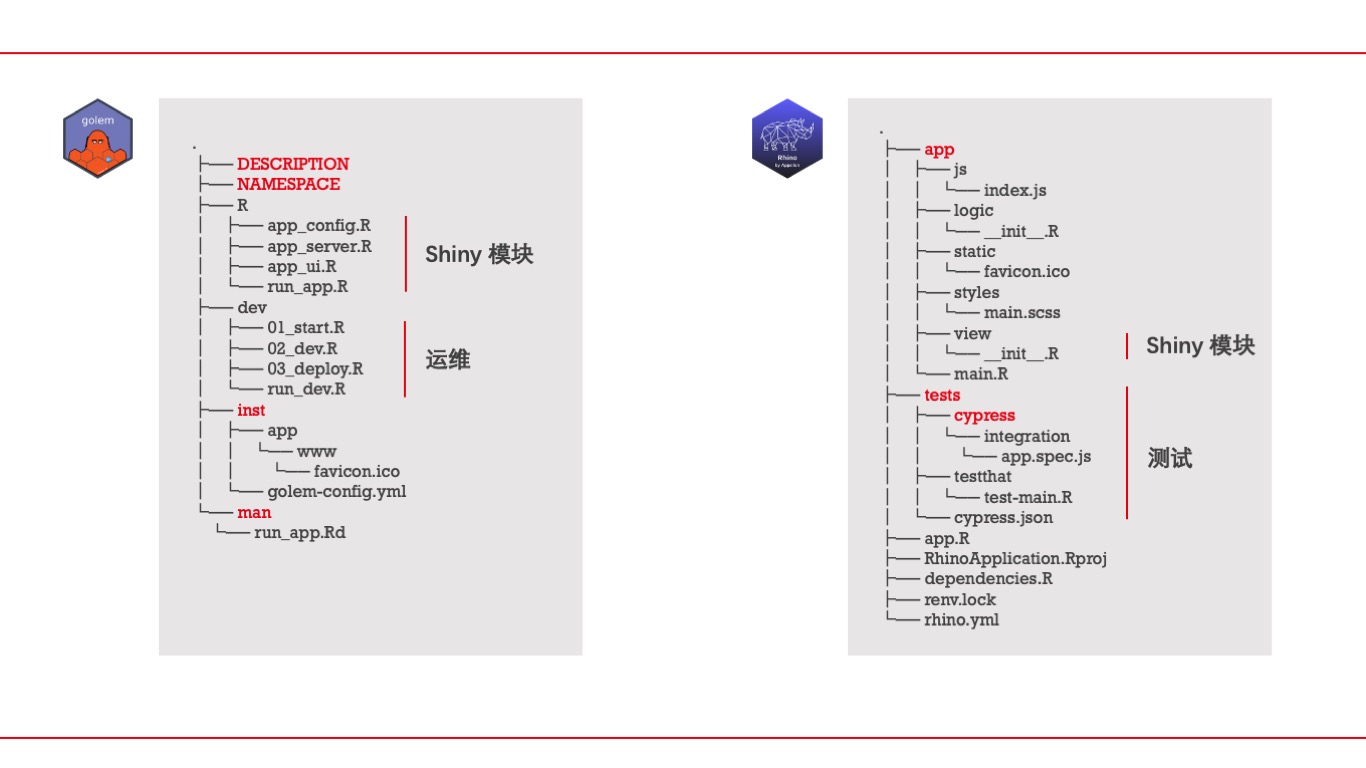 golem
.
├── DESCRIPTION
├── NAMESPACE
├── R
│   ├── app_config.R
│   ├── app_server.R
│   ├── app_ui.R
│   └── run_app.R
├── dev
│   ├── 01_start.R
│   ├── 02_dev.R
│   ├── 03_deploy.R
│   └── run_dev.R
├── inst
│   ├── app
│   │   └── www
│   │       └── favicon.ico
│   └── golem-config.yml
└── man
    └── run_app.Rd
Shiny 模块
运维
Rhino
by Appsilon
.
├── app
│   ├── js
│   │   └── index.js
│   ├── logic
│   │   └── __init__.R
│   ├── static
│   │   └── favicon.ico
│   ├── styles
│   │   └── main.scss
│   ├── view
│   │   └── __init__.R
│   └── main.R
├── tests
│   ├── cypress
│   │   └── integration
│   │       └── app.spec.js
│   ├── testthat
│   │   └── test-main.R
│   └── cypress.json
├── app.R
├── RhinoApplication.Rproj
├── dependencies.R
├── renv.lock
└── rhino.yml
Shiny 模块
测试